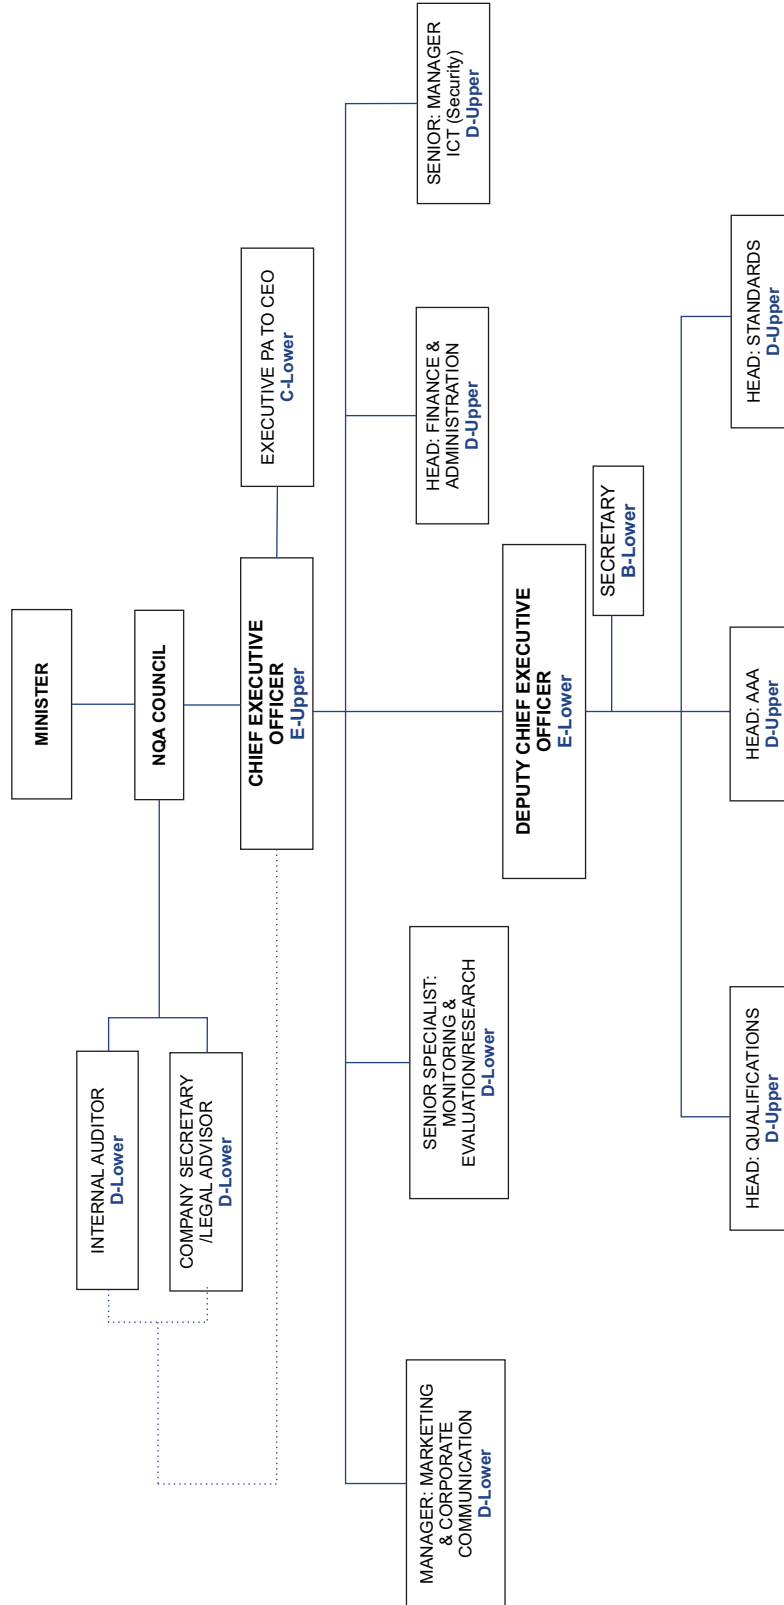 MINISTER
NQA COUNCIL
INTERNAL AUDITOR
D-Lower
COMPANY SECRETARY
/LEGAL ADVISOR
D-Lower
CHIEF EXECUTIVE
OFFICER
E-Upper
EXECUTIVE PA TO CEO
C-Lower
MANAGER: MARKETING
& CORPORATE
COMMUNICATION
D-Lower
SENIOR SPECIALIST:
MONITORING &
EVALUATION/RESEARCH
D-Lower
HEAD: FINANCE &
ADMINISTRATION
D-Upper
SENIOR: MANAGER
ICT (Security)
D-Upper
DEPUTY CHIEF EXECUTIVE
OFFICER
E-Lower
SECRETARY
B-Lower
HEAD: QUALIFICATIONS
D-Upper
HEAD: AAA
D-Upper
HEAD: STANDARDS
D-Upper